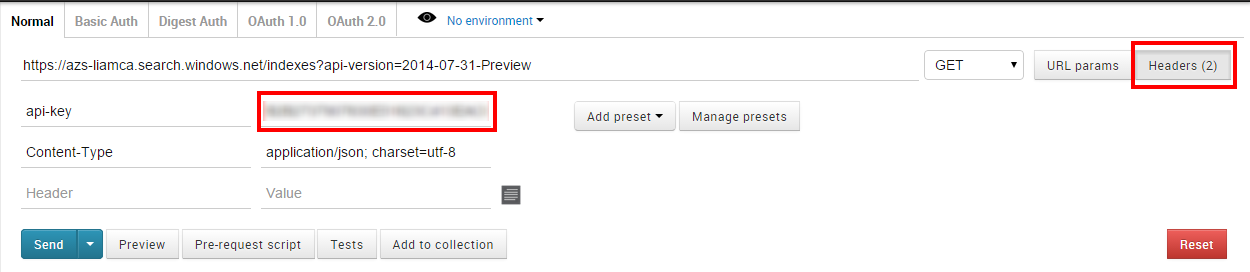 Normal Basic Auth Digest Auth OAuth 1.0 OAuth 2.0 No environment
https://azs-liamca.search.windows.net/indexes?api-version=2014-07-31-Preview GET URL params Headers (2)
api-key Add preset Manage presets
Content-Type application/json; charset=utf-8
Header Value
Send Preview Pre-request script Tests Add to collection Reset